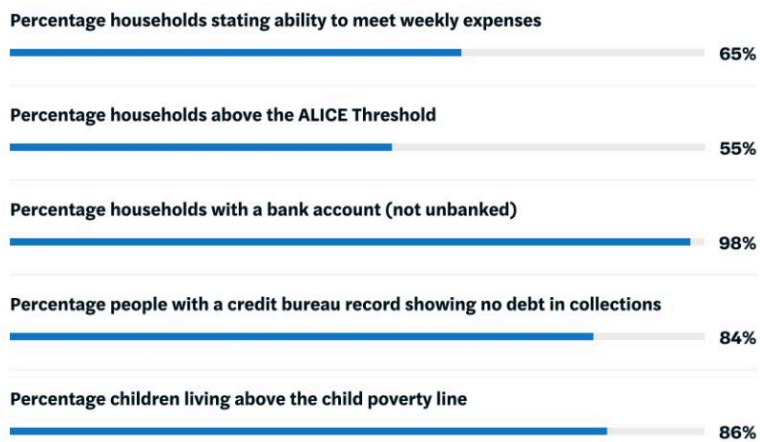 Percentage households stating ability to meet weekly expenses
65%
Percentage households above the ALICE Threshold
55%
Percentage households with a bank account (not unbanked)
98%
Percentage people with a credit bureau record showing no debt in collections
84%
Percentage children living above the child poverty line
86%